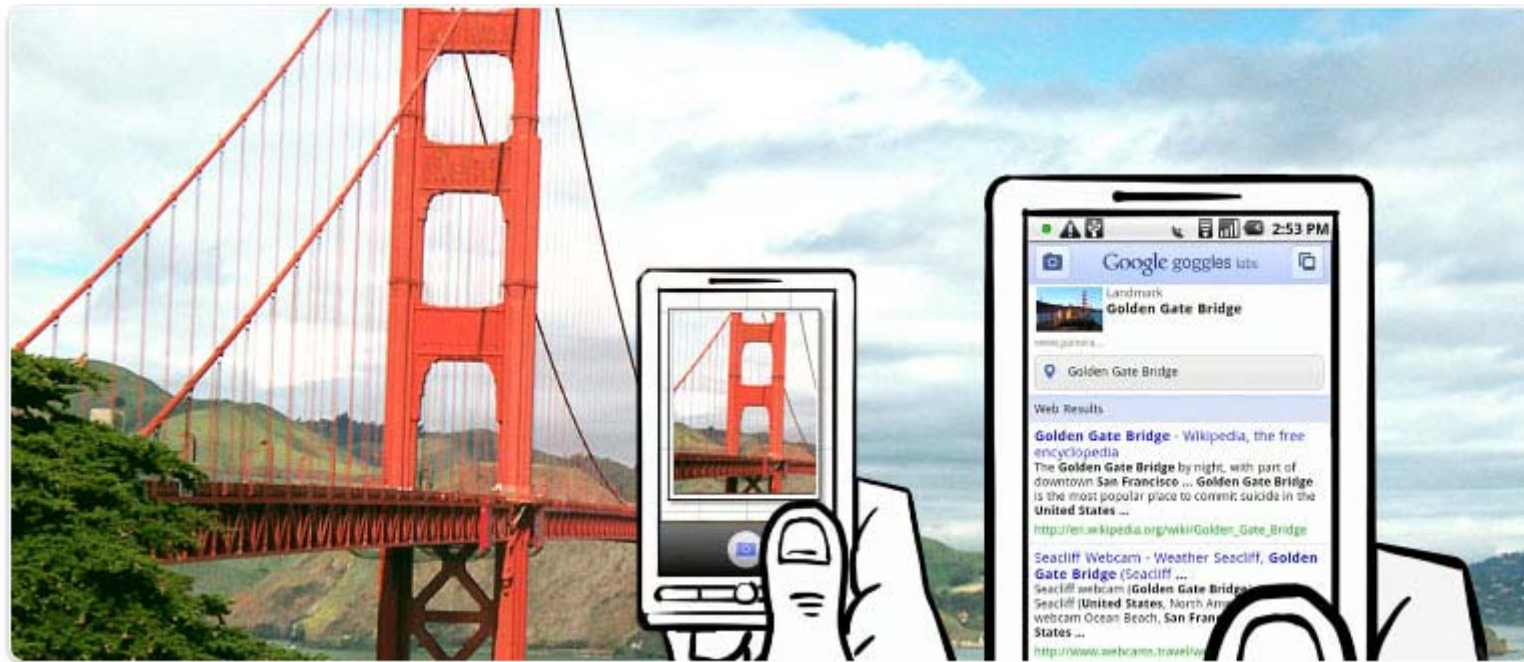 2:53 PM
Google goggles labs
Landmark
Golden Gate Bridge
Golden Gate Bridge
Web Results
Golden Gate Bridge - Wikipedia, the free
encyclopedia
The Golden Gate Bridge by night, with part of
downtown San Francisco ... Golden Gate Bridge
is the most popular place to commit suicide in the
United States ...
http://en.wikipedia.org/wiki/Golden_Gate_Bridge
Seacliff Webcam - Weather Seacliff, Golden
Gate Bridge (Seacliff ...
Seacliff webcam (Golden Gate Bridge
Seacliff (United States, North
webcam Ocean Beach, San
States ...
http://www.webcams.travel/